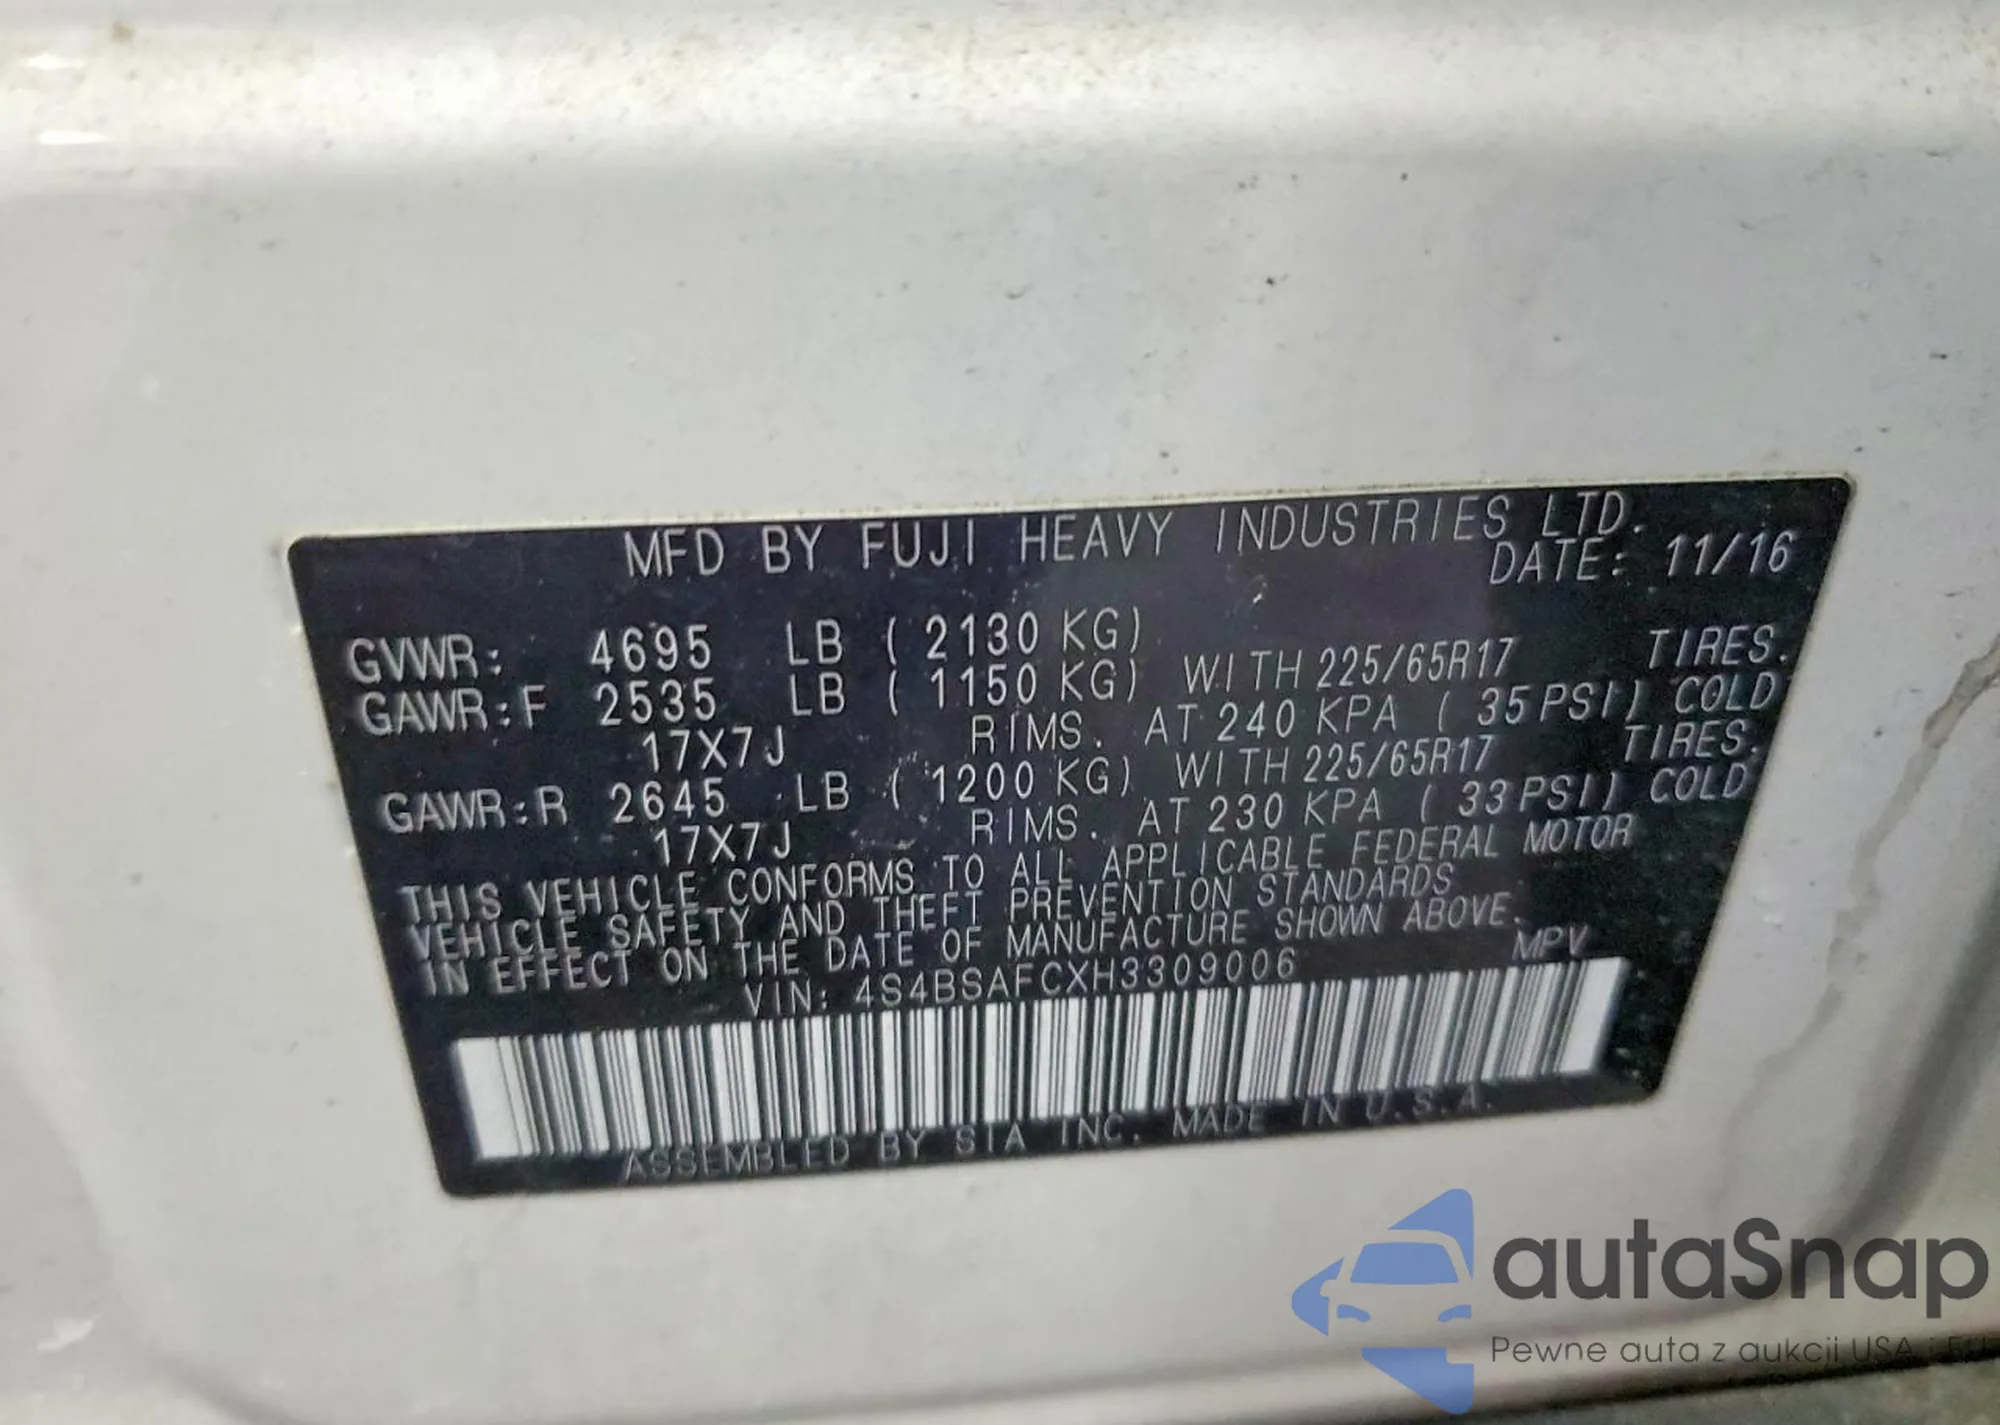 MFD BY FUJI HEAVY INDUSTRIES LTD.
DATE: 11/16
GVWR: 4695 LB ( 2130 KG)
GAWR:F 2535 LB ( 1150 KG) WITH 225/65R17 TIRES.
17X7J RIMS. AT 240 KPA ( 35PSI) COLD
GAWR:R 2645 LB ( 1200 KG) WITH 225/65R17 TIRES.
17X7J RIMS. AT 230 KPA ( 33PSI) COLD
THIS VEHICLE CONFORMS TO ALL APPLICABLE FEDERAL MOTOR
VEHICLE SAFETY AND THEFT PREVENTION STANDARDS
IN EFFECT ON THE DATE OF MANUFACTURE SHOWN ABOVE.
VIN: 4S4BSAFCXH3309006 MPV
ASSEMBLED BY SIA INC. MADE IN U.S.A.
autaSnap
Pewne auta z aukcji USA i EU